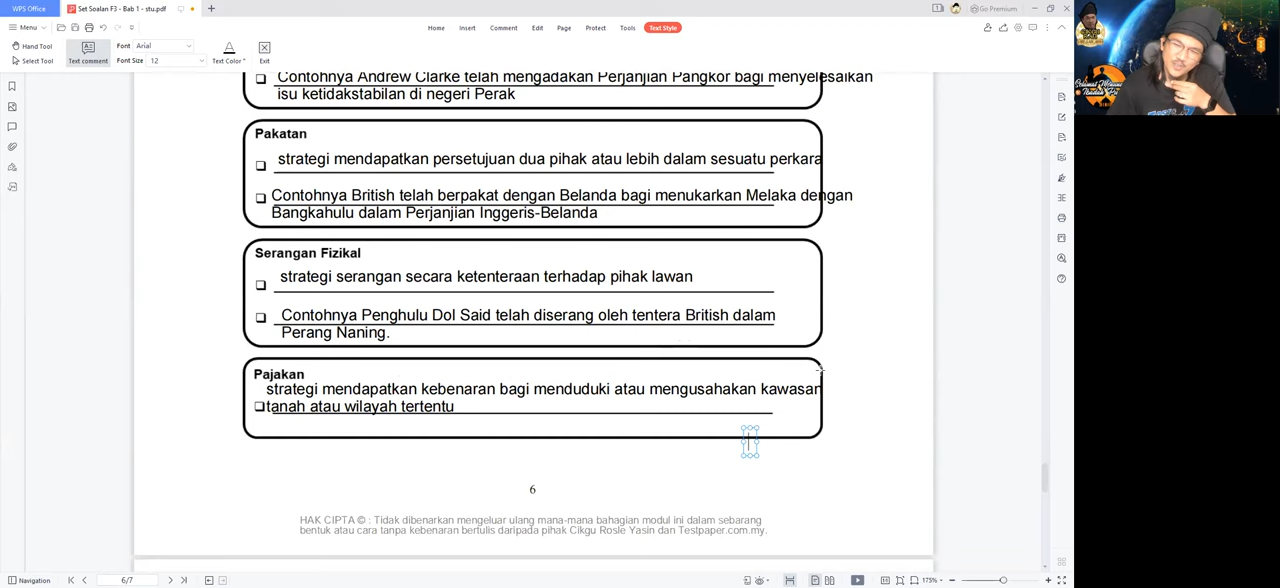 WPS Office
Set Soalan F3 - Bab 1 - stu.pdf
Go Premium
Menu
Home
Insert
Comment
Edit
Page
Protect
Tools
Text Style
Hand Tool
Select Tool
Text comment
Font
Arial
Font Size
12
Text Color
Exit
Contohnya Andrew Clarke telah mengadakan Perjanjian Pangkor bagi menyelesaikan
isu ketidakstabilan di negeri Perak
Pakatan
strategi mendapatkan persetujuan dua pihak atau lebih dalam sesuatu perkara
Contohnya British telah berpakat dengan Belanda bagi menukarkan Melaka dengan
Bangkahulu dalam Perjanjian Inggeris-Belanda
Serangan Fizikal
strategi serangan secara ketenteraan terhadap pihak lawan
Contohnya Penghulu Dol Said telah diserang oleh tentera British dalam
Perang Naning.
Pajakan
strategi mendapatkan kebenaran bagi menduduki atau mengusahakan kawasan
tanah atau wilayah tertentu
6
HAK CIPTA © : Tidak dibenarkan mengeluar ulang mana-mana bahagian modul ini dalam sebarang
bentuk atau cara tanpa kebenaran bertulis daripada pihak Cikgu Rosle Yasin dan Testpaper.com.my.
Navigation
6/7
175%